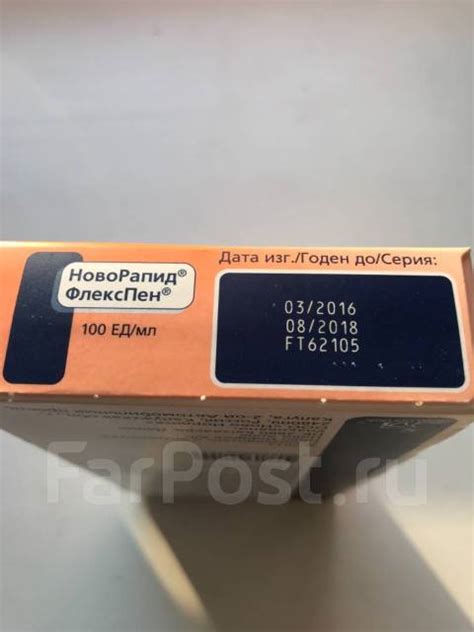 НовоРапид®
ФлексПен®
100 ЕД/мл
Дата изг./Годен до/Серия:
03/2016
08/2018
FT62105
FarPost.ru